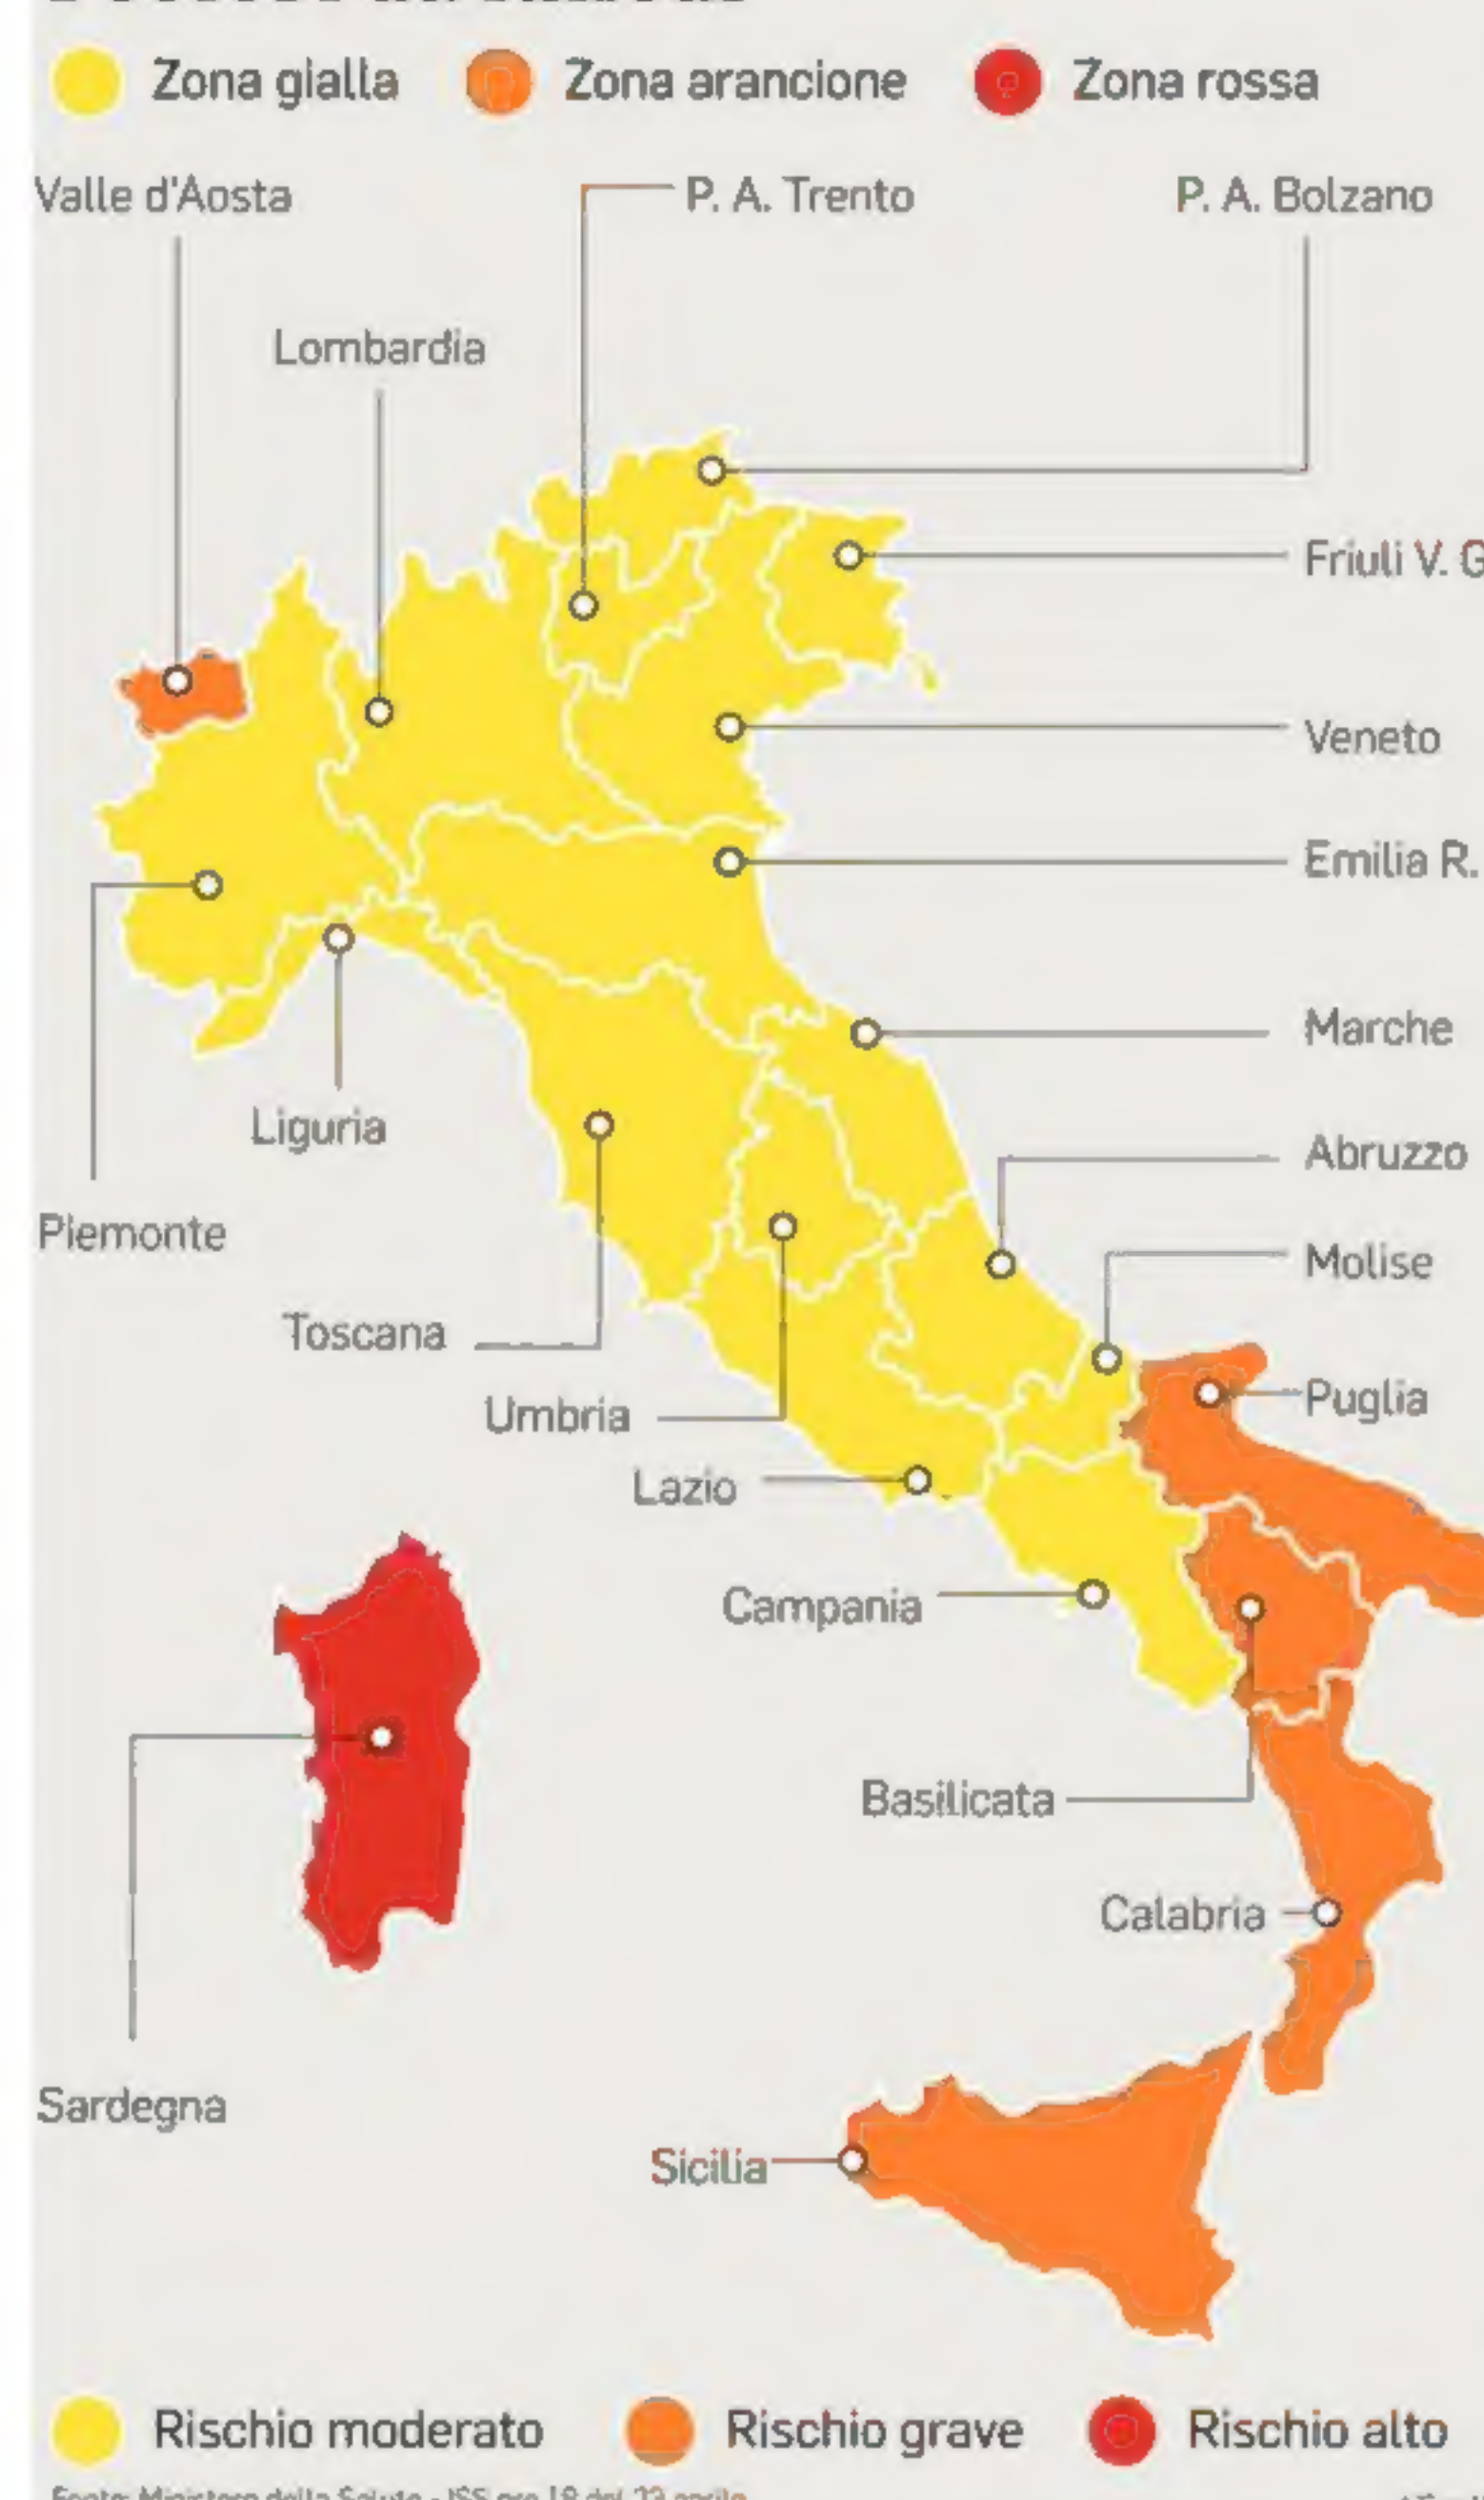 Zona gialla Zona arancione Zona rossa
Valle d'Aosta P. A. Trento P. A. Bolzano
Lombardia
Friuli V. G
Veneto
Emilia R.
Marche
Liguria
Abruzzo
Piemonte
Molise
Toscana
Puglia
Umbria
Lazio
Campania
Basilicata
Calabria
Sardegna
Sicilia
Rischio moderato Rischio grave Rischio alto